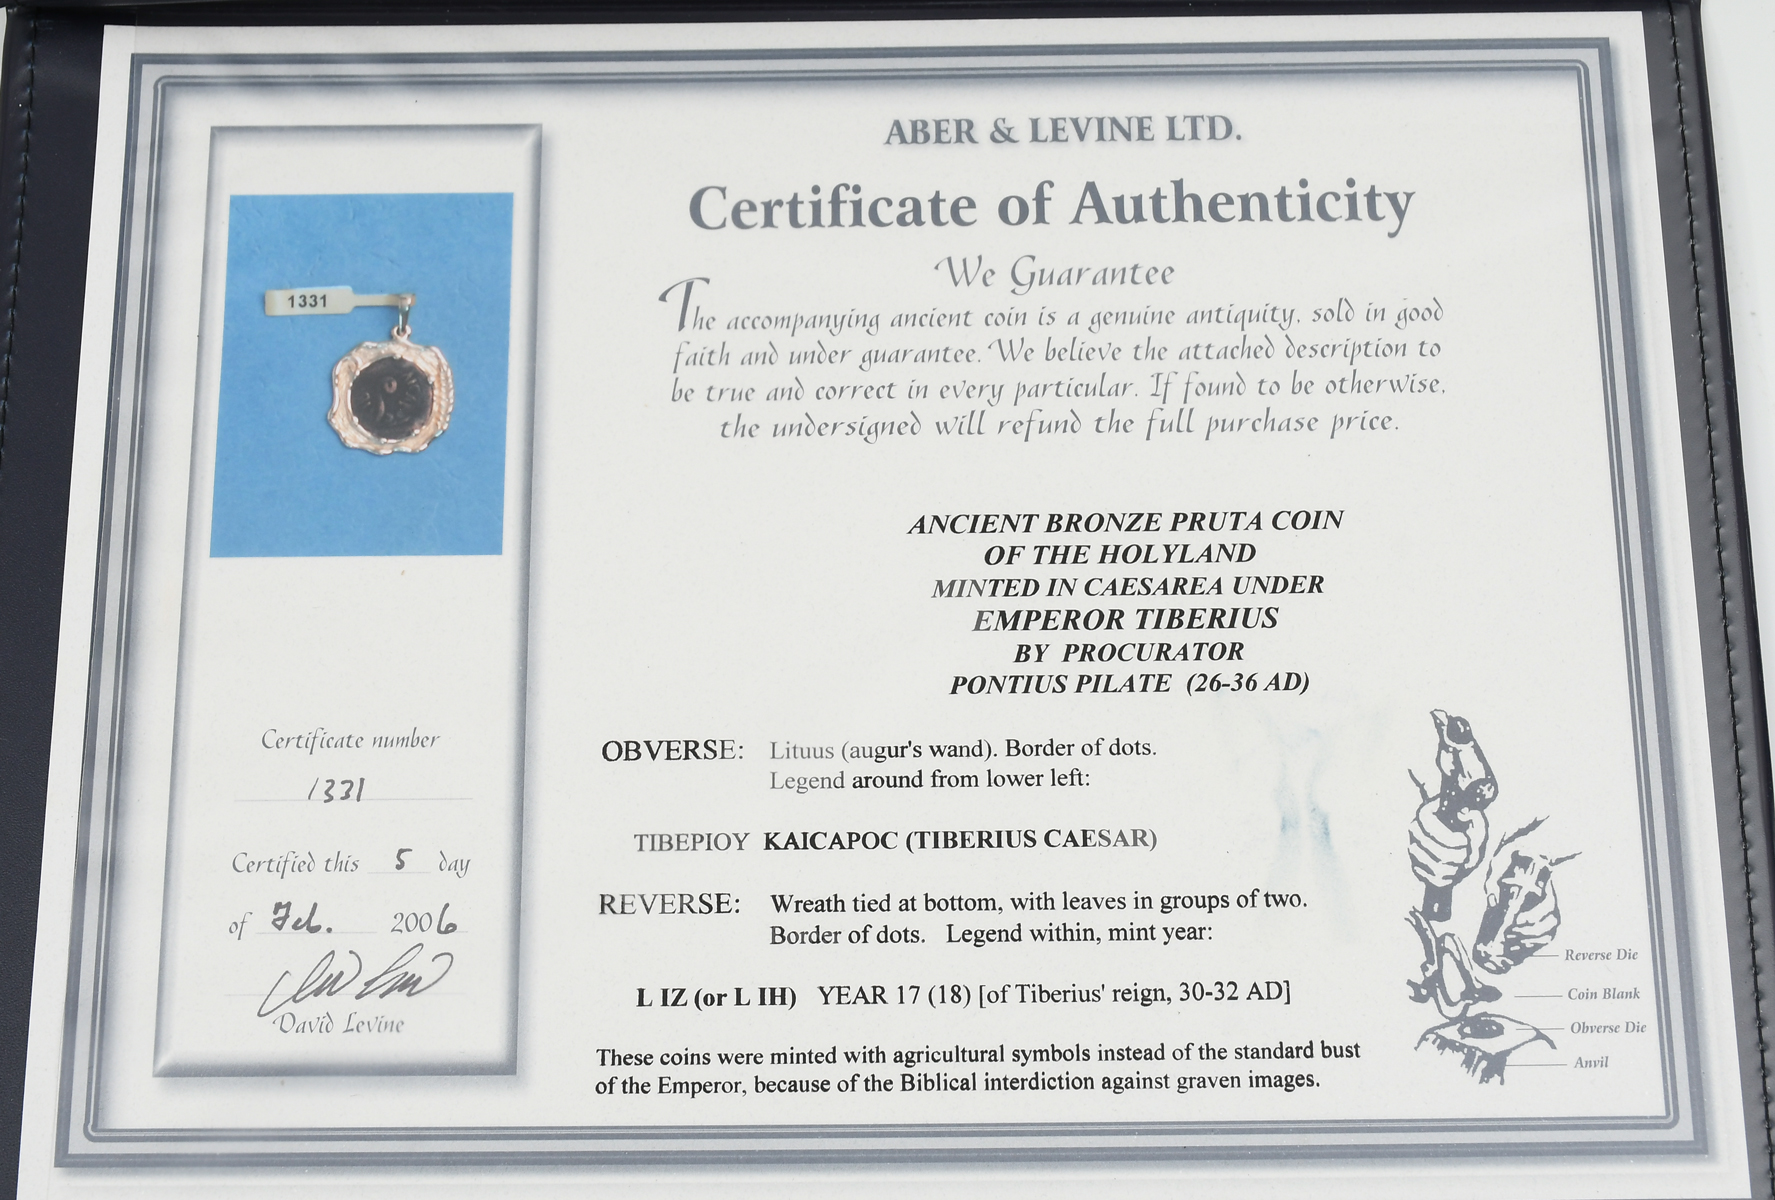 ABER & LEVINE LTD.
Certificate of Authenticity
We Guarantee
The accompanying ancient coin is a genuine antiquity, sold in good
faith and under guarantee. We believe the attached description to
be true and correct in every particular. If found to be otherwise,
the undersigned will refund the full purchase price.
1331
ANCIENT BRONZE PRUTA COIN
OF THE HOLYLAND
MINTED IN CAESAREA UNDER
EMPEROR TIBERIUS
BY PROCURATOR
PONTIUS PILATE (26-36 AD)
OBVERSE: Lituus (augur's wand). Border of dots.
Legend around from lower left:
ΤΙΒΕΡΙΟΥ KAICAPOC (TIBERIUS CAESAR)
REVERSE: Wreath tied at bottom, with leaves in groups of two.
Border of dots. Legend within, mint year:
L IZ (or L IH) YEAR 17 (18) [of Tiberius' reign, 30-32 AD]
These coins were minted with agricultural symbols instead of the standard bust
of the Emperor, because of the Biblical interdiction against graven images.
Certificate number
1331
Certified this 5 day
of Feb. 2006
David Levine
Reverse Die
Coin Blank
Obverse Die
Anvil